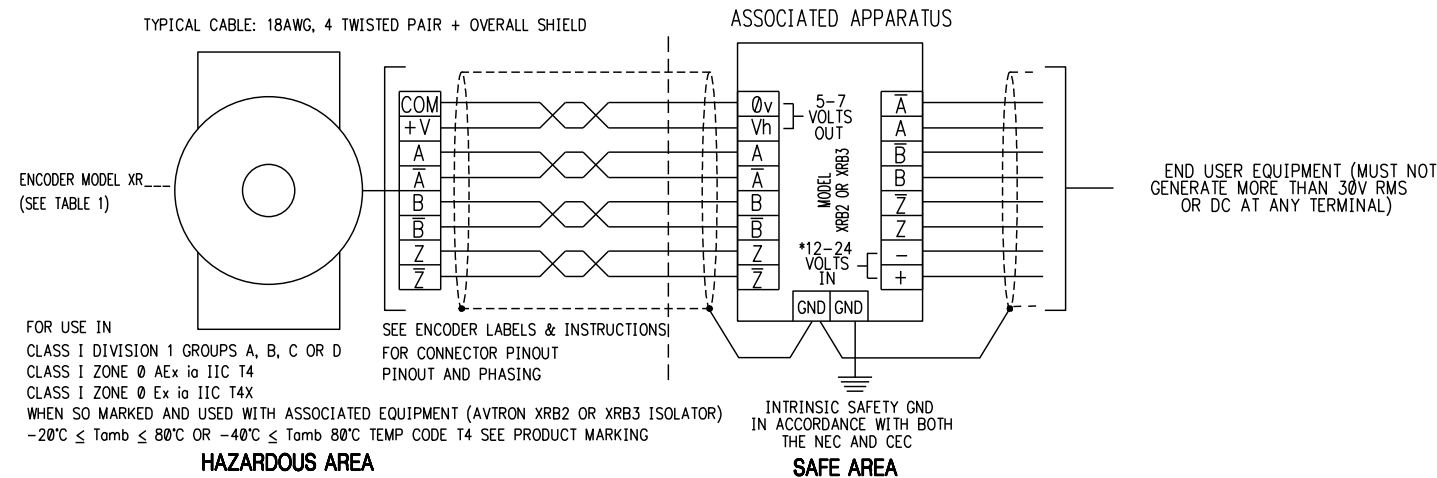 TYPICAL CABLE: 18AWG, 4 TWISTED PAIR + OVERALL SHIELD
ASSOCIATED APPARATUS
ENCODER MODEL XR___
(SEE TABLE 1)
COM
+V
A
A̅
B
B̅
Z
Z̅
Øv
Vh
A
A̅
B
B̅
Z
Z̅
5-7
VOLTS
OUT
MODEL
XRB2 OR XRB3
*12-24
VOLTS
IN
A̅
A
B̅
B
Z̅
Z
-
+
GND GND
END USER EQUIPMENT (MUST NOT
GENERATE MORE THAN 3ØV RMS
OR DC AT ANY TERMINAL)
FOR USE IN
CLASS I DIVISION 1 GROUPS A, B, C OR D
CLASS I ZONE Ø AEx ia IIC T4
CLASS I ZONE Ø Ex ia IIC T4X
WHEN SO MARKED AND USED WITH ASSOCIATED EQUIPMENT (AVTRON XRB2 OR XRB3 ISOLATOR)
-20°C ≤ Tamb ≤ 80°C OR -40°C ≤ Tamb 80°C TEMP CODE T4 SEE PRODUCT MARKING
HAZARDOUS AREA
SEE ENCODER LABELS & INSTRUCTIONS
FOR CONNECTOR PINOUT
PINOUT AND PHASING
INTRINSIC SAFETY GND
IN ACCORDANCE WITH BOTH
THE NEC AND CEC
SAFE AREA